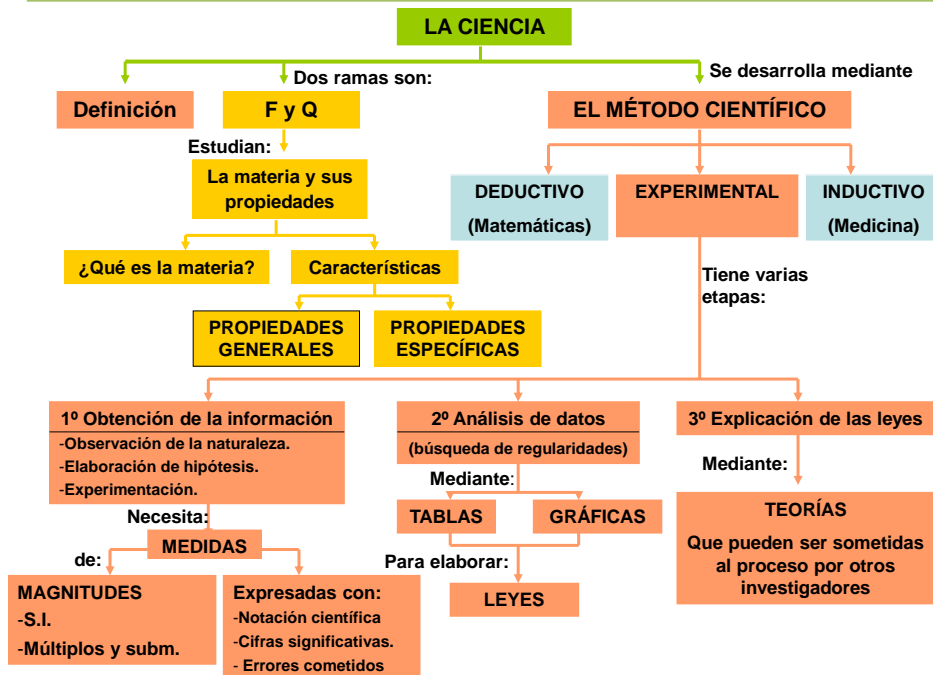 LA CIENCIA
Dos ramas son:
Se desarrolla mediante
Definición
F y Q
EL MÉTODO CIENTÍFICO
Estudian:
La materia y sus
propiedades
DEDUCTIVO
(Matemáticas)
EXPERIMENTAL
INDUCTIVO
(Medicina)
¿Qué es la materia?
Características
Tiene varias
etapas:
PROPIEDADES
GENERALES
PROPIEDADES
ESPECÍFICAS
1º Obtención de la información
-Observación de la naturaleza.
-Elaboración de hipótesis.
-Experimentación.
2º Análisis de datos
(búsqueda de regularidades)
3º Explicación de las leyes
Mediante:
Mediante:
Necesita:
TABLAS
GRÁFICAS
TEORÍAS
Que pueden ser sometidas
al proceso por otros
investigadores
MEDIDAS
de:
Para elaborar:
MAGNITUDES
-S.I.
-Múltiplos y subm.
Expresadas con:
-Notación científica
-Cifras significativas.
- Errores cometidos
LEYES